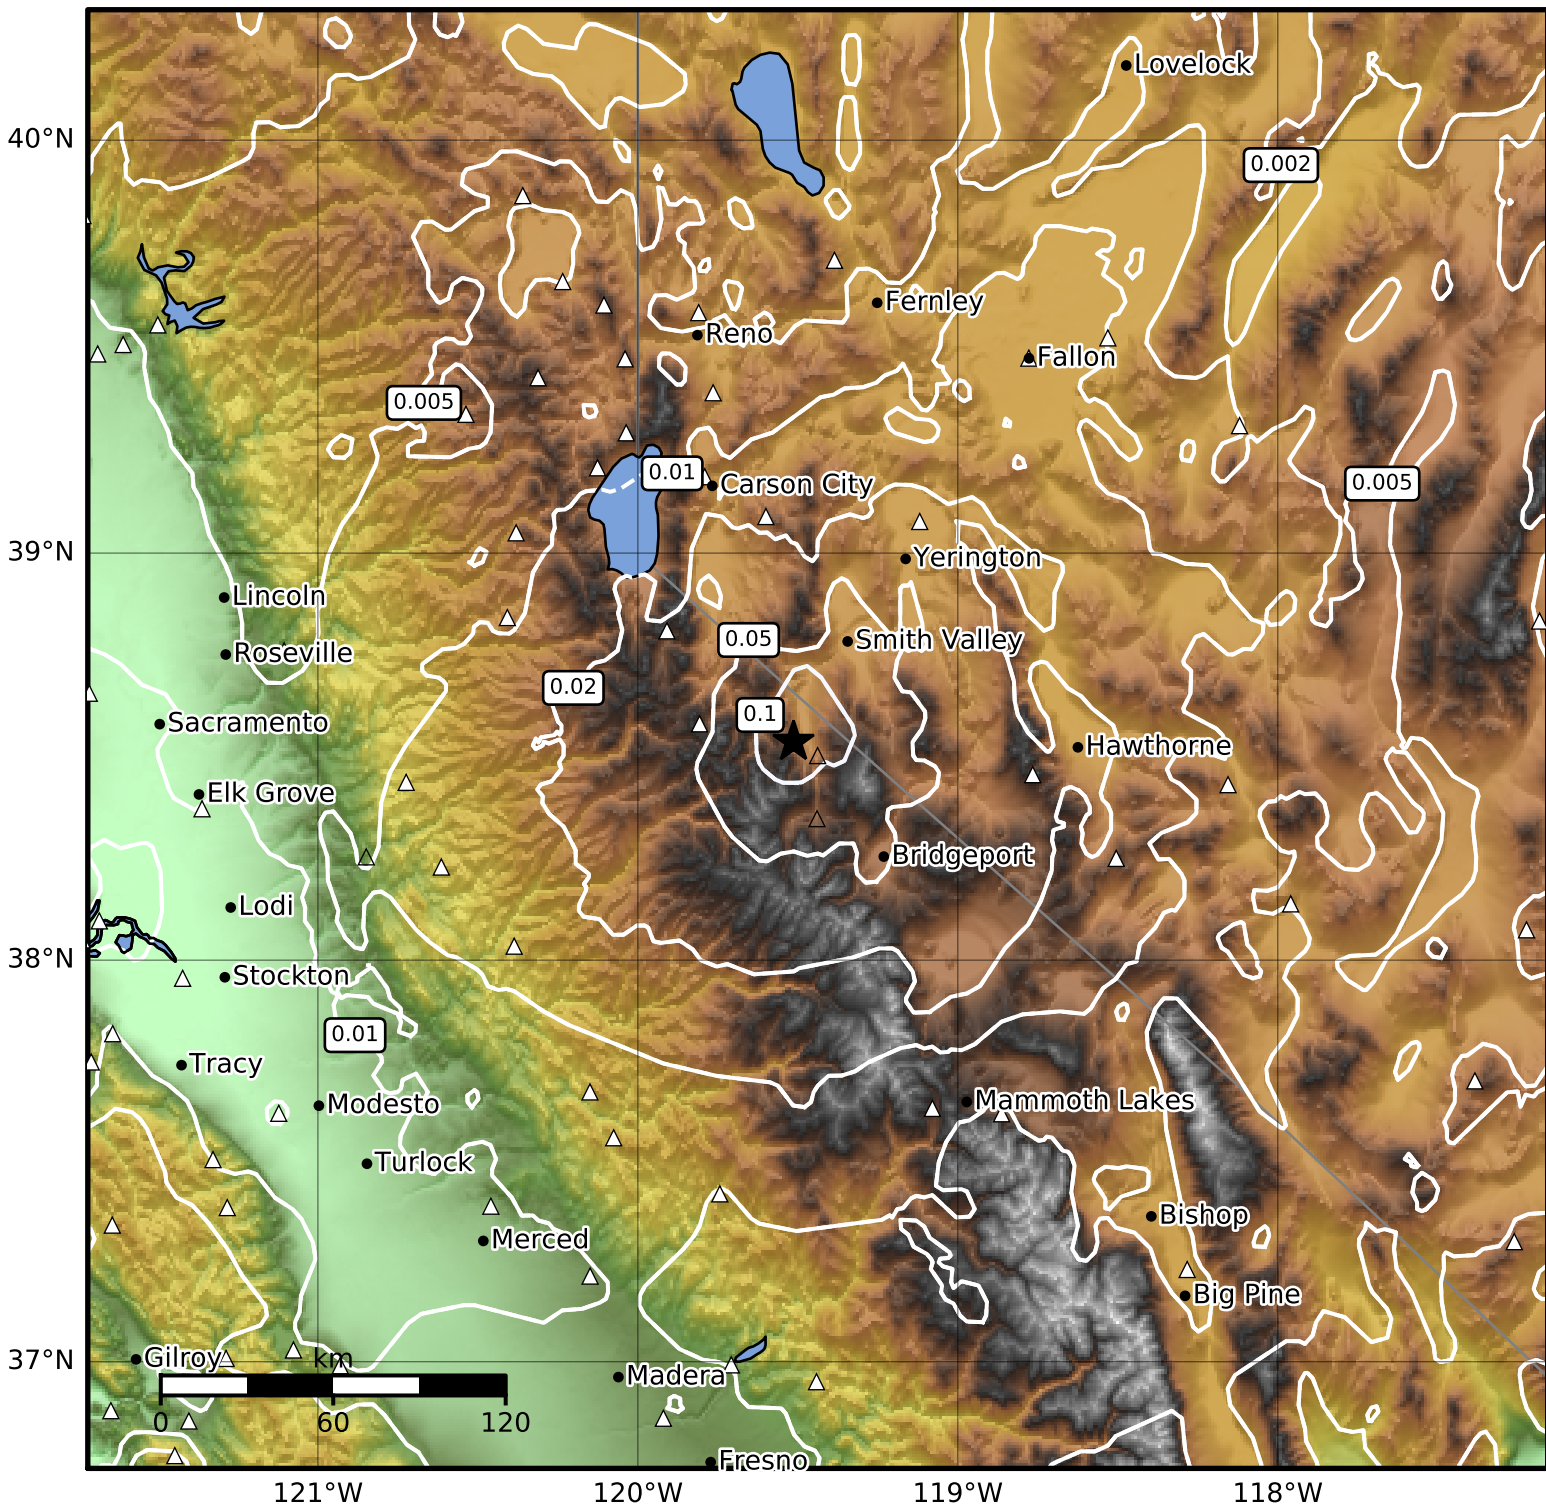 Lovelock
40°N
0.002
Fernley
Reno
Fallon
0.005
0.01
Carson City
0.005
39°N
Yerington
Lincoln
Roseville
0.05
Smith Valley
0.02
0.1
Sacramento
Hawthorne
Elk Grove
Bridgeport
Lodi
38°N
Stockton
0.01
Tracy
Modesto
Mammoth Lakes
Turlock
Bishop
Merced
Big Pine
37°N
Gilroy
km
Madera
0 60 120
Fresno
121°W 120°W 119°W 118°W